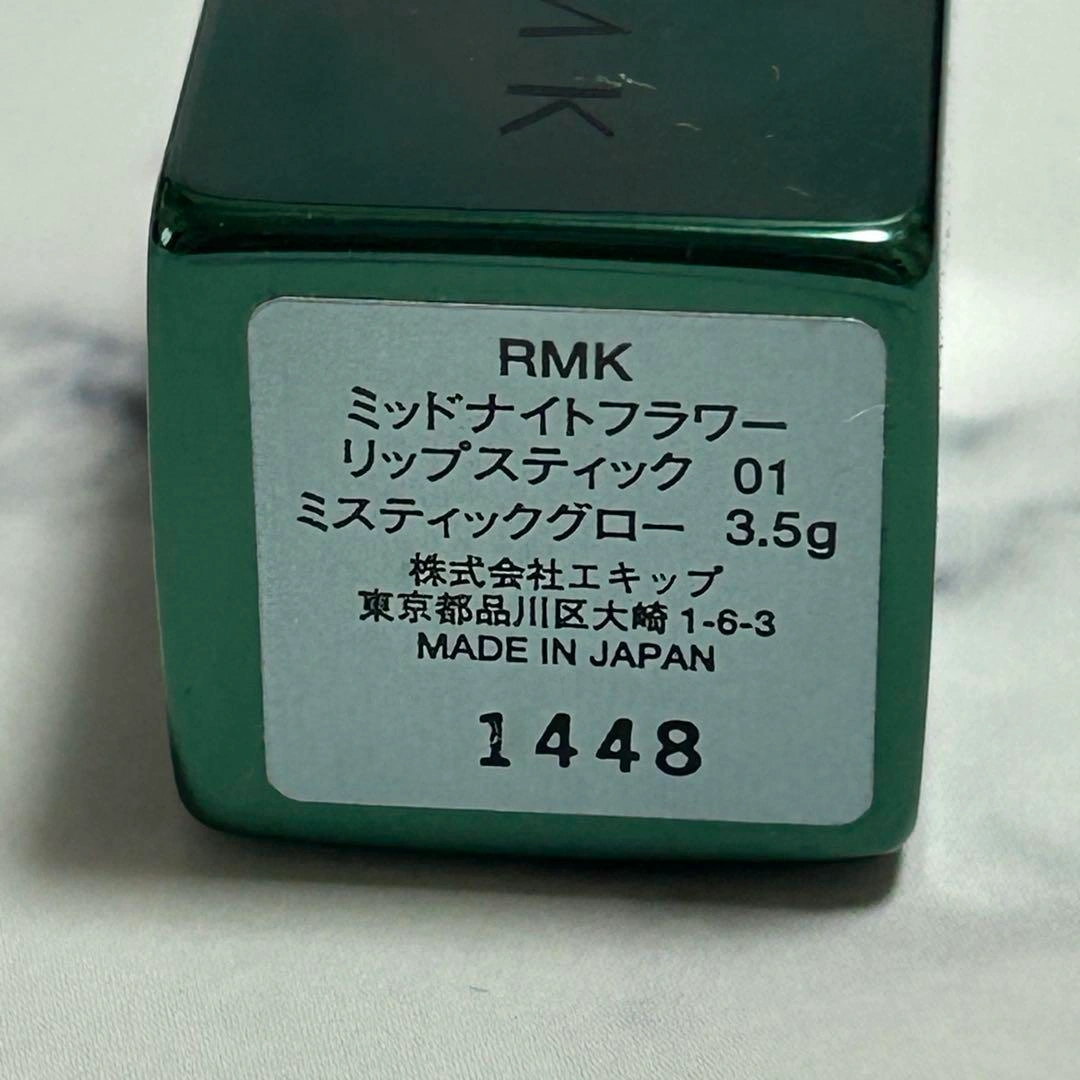 MK
RMK
ミッドナイトフラワー
リップスティック 01
ミスティックグロー 3.5g
株式会社エキップ
東京都品川区大崎1-6-3
MADE IN JAPAN
1448